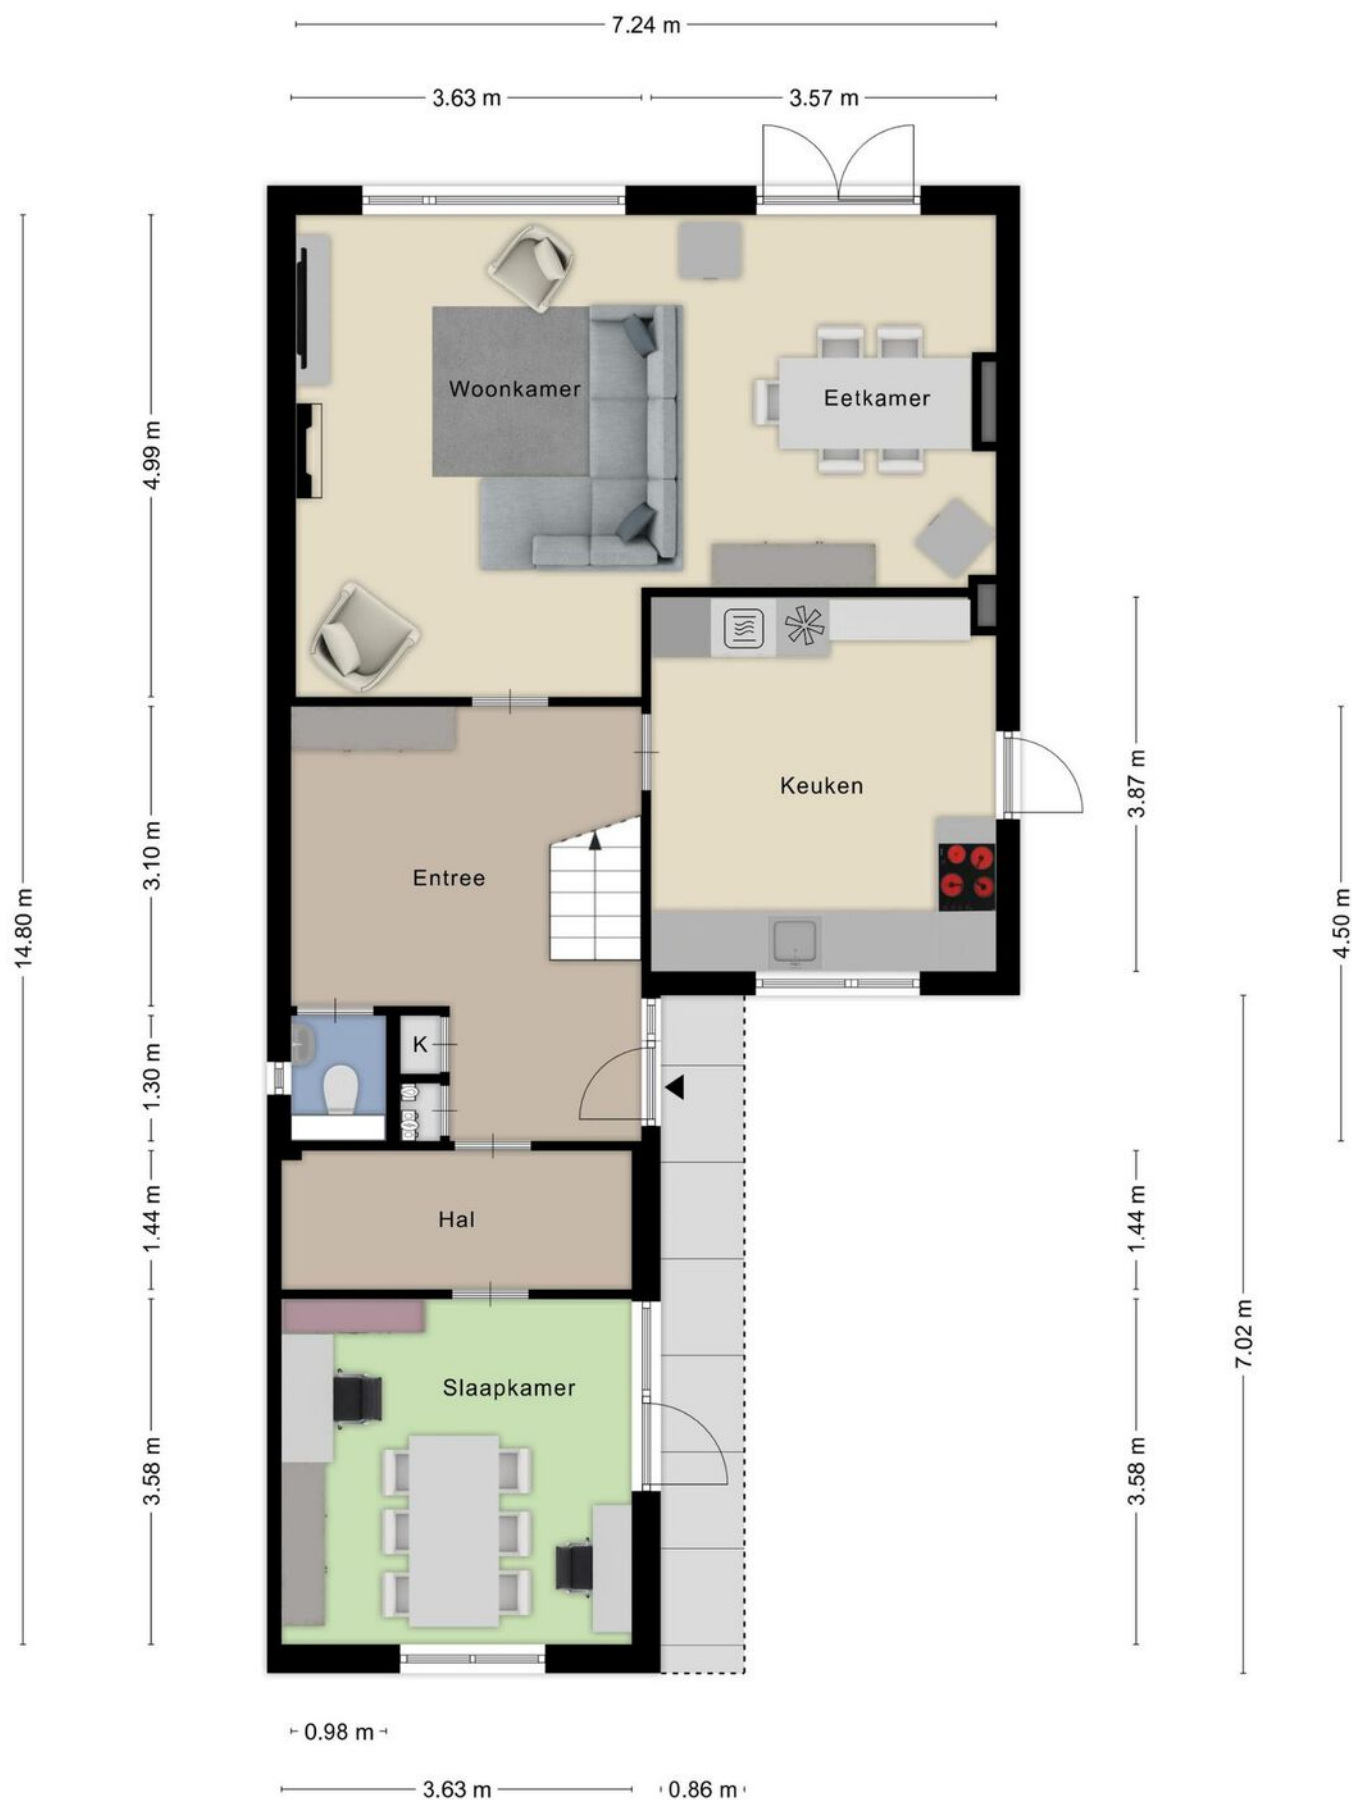 7.24 m
3.63 m
3.57 m
Woonkamer
Eetkamer
4.99 m
3.87 m
Keuken
3.10 m
Entree
14.80 m
4.50 m
K
1.30 m
1.44 m
Hal
1.44 m
7.02 m
Slaapkamer
3.58 m
3.58 m
0.98 m
3.63 m
0.86 m